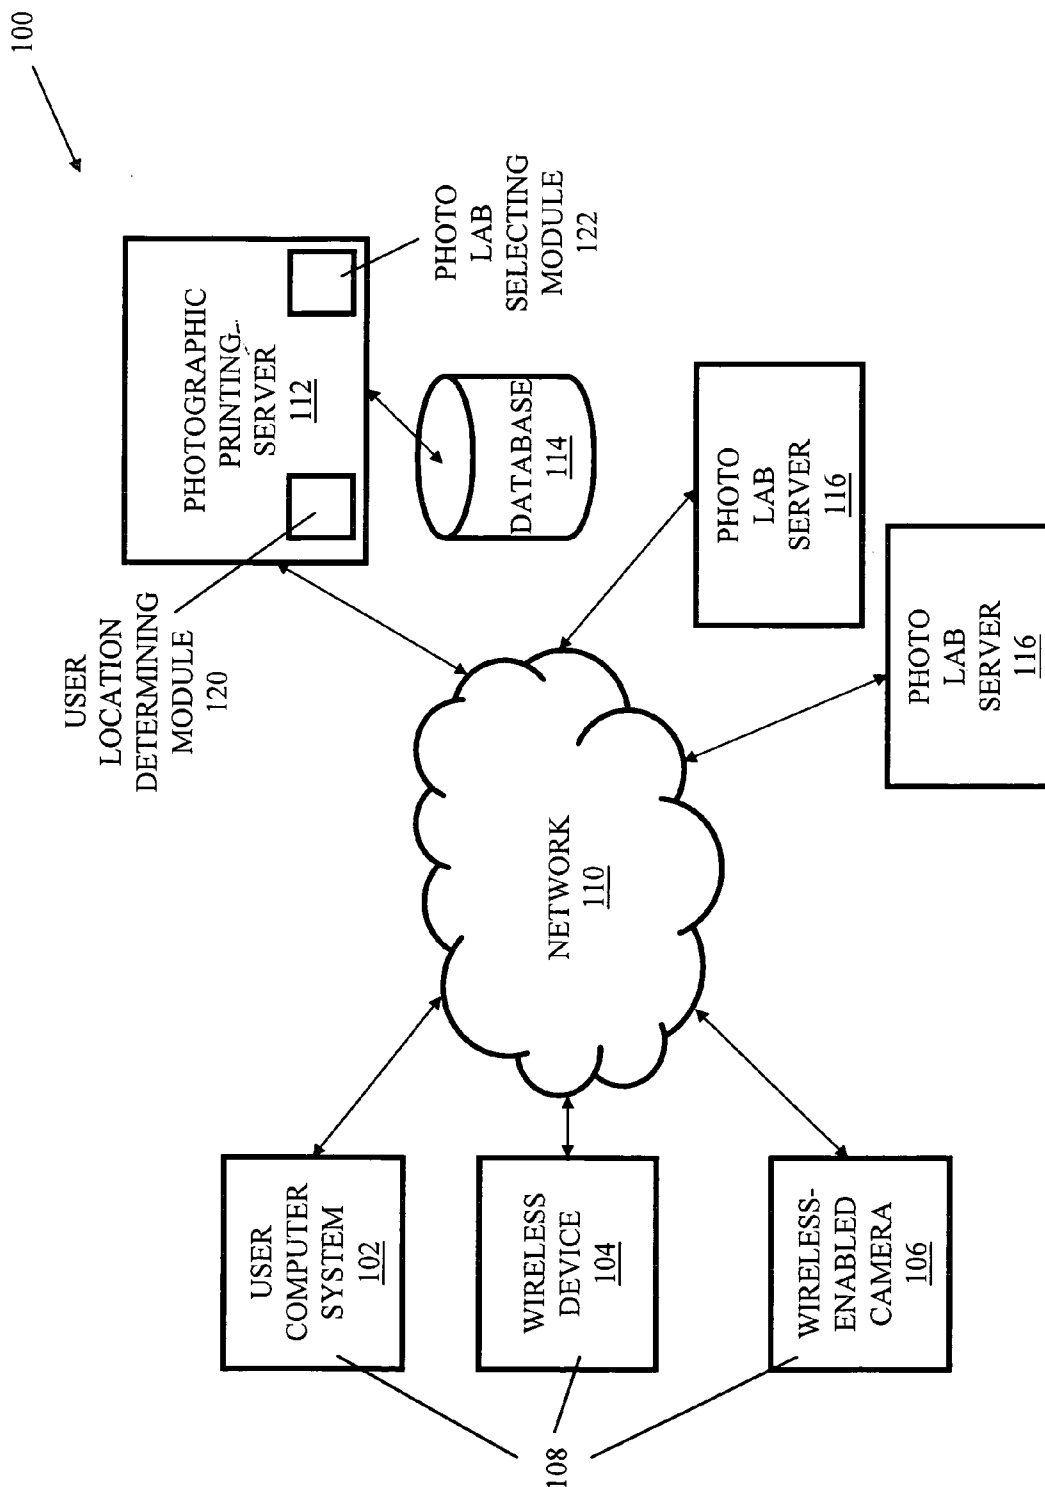 100
USER
LOCATION
DETERMINING
MODULE
120
PHOTOGRAPHIC
PRINTING
SERVER
112
PHOTO
LAB
SELECTING
MODULE
122
DATABASE
114
USER
COMPUTER
SYSTEM
102
WIRELESS
DEVICE
104
WIRELESS-
ENABLED
CAMERA
106
108
NETWORK
110
PHOTO
LAB
SERVER
116
PHOTO
LAB
SERVER
116